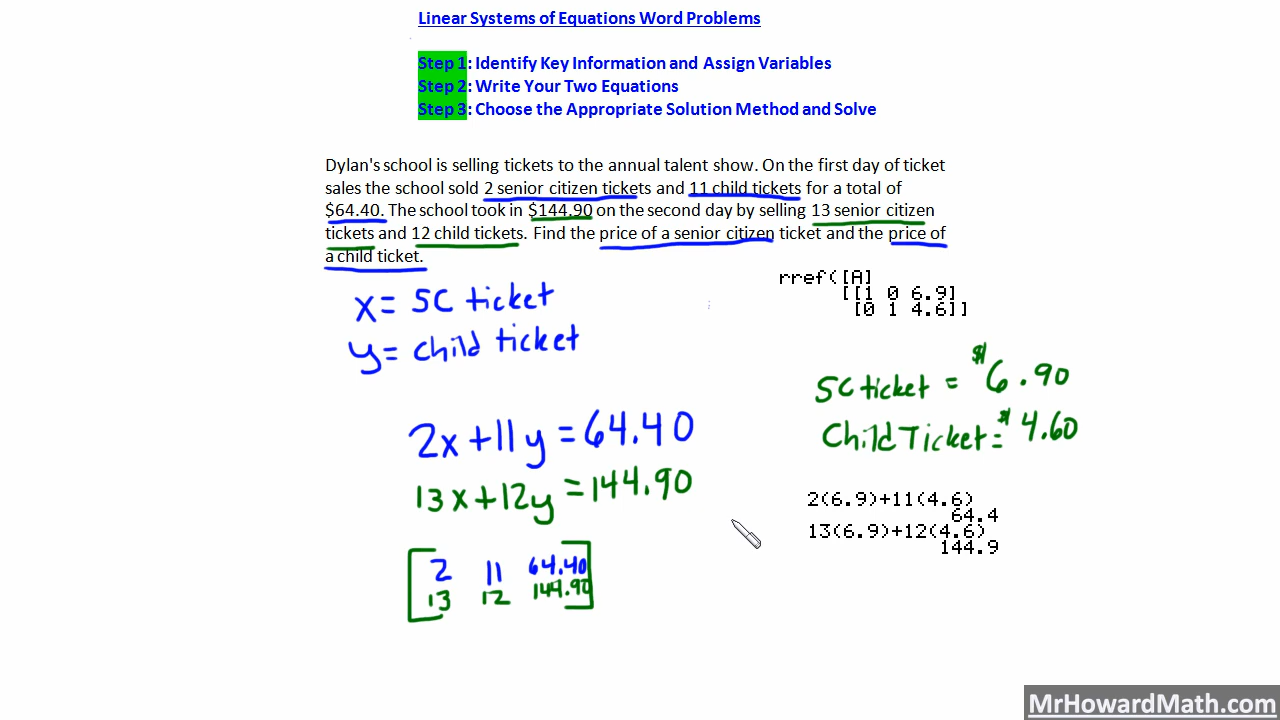 Linear Systems of Equations Word Problems
Step 1: Identify Key Information and Assign Variables
Step 2: Write Your Two Equations
Step 3: Choose the Appropriate Solution Method and Solve
Dylan's school is selling tickets to the annual talent show. On the first day of ticket
sales the school sold 2 senior citizen tickets and 11 child tickets for a total of
$64.40. The school took in $144.90 on the second day by selling 13 senior citizen
tickets and 12 child tickets. Find the price of a senior citizen ticket and the price of
a child ticket.
x = SC ticket
y = child ticket
2x + 11y = 64.40
13x + 12y = 144.90
2 11 64.40
13 12 144.90
rref([A]
[[1 0 6.9]
[0 1 4.6]]
SC ticket = $6.90
Child Ticket = $4.60
2(6.9)+11(4.6)
64.4
13(6.9)+12(4.6)
144.9
MrHowardMath.com